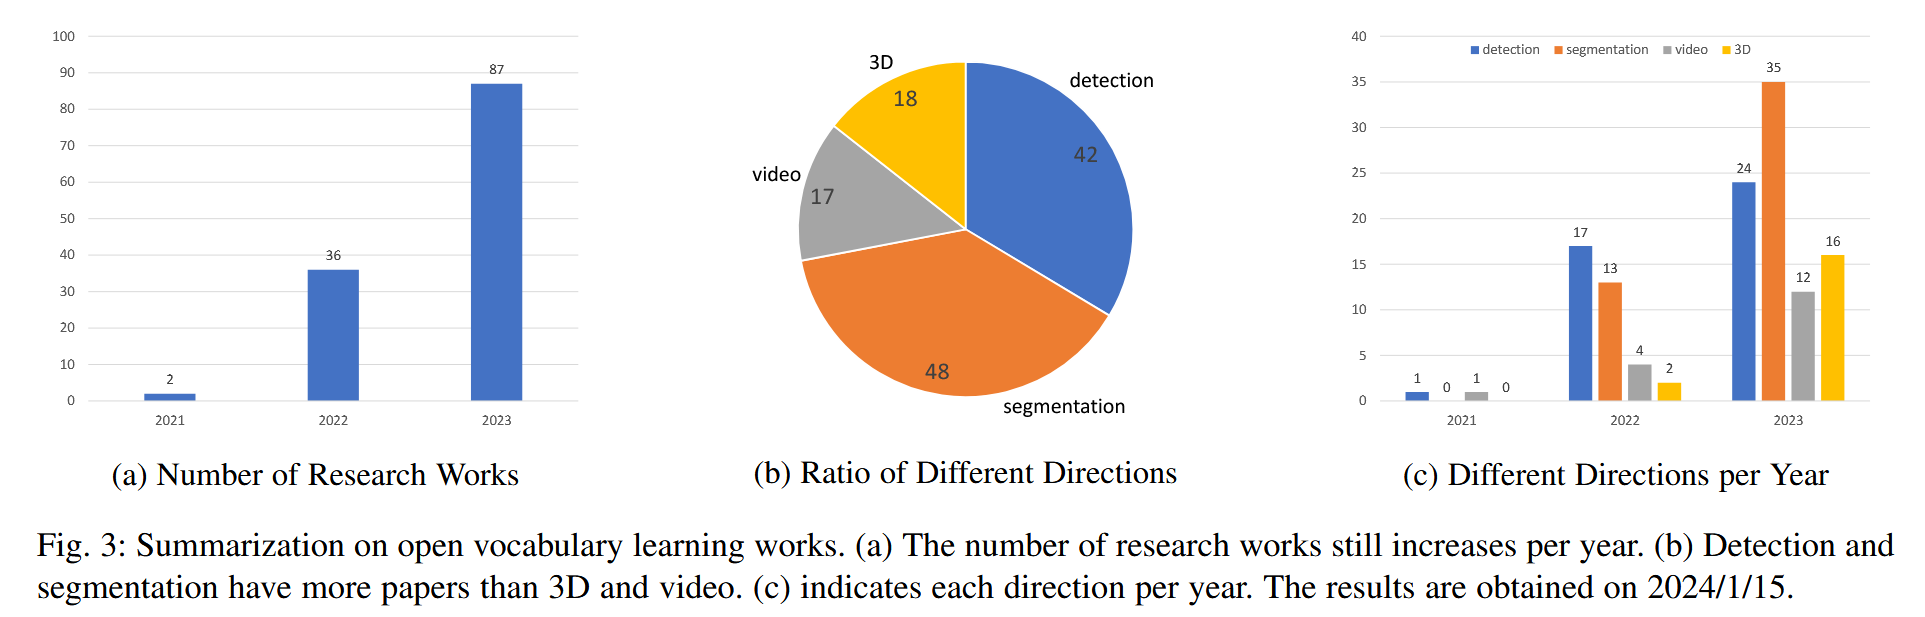 100
90
80
70
60
50
40
30
20
10
0
2
36
87
2021
2022
2023
(a) Number of Research Works
3D
18
detection
42
video
17
48
segmentation
(b) Ratio of Different Directions
40
35
30
25
20
15
10
5
0
detection segmentation video 3D
1 0 1 0
17 13 4 2
24 35 12 16
2021
2022
2023
(c) Different Directions per Year
Fig. 3: Summarization on open vocabulary learning works. (a) The number of research works still increases per year. (b) Detection and
segmentation have more papers than 3D and video. (c) indicates each direction per year. The results are obtained on 2024/1/15.